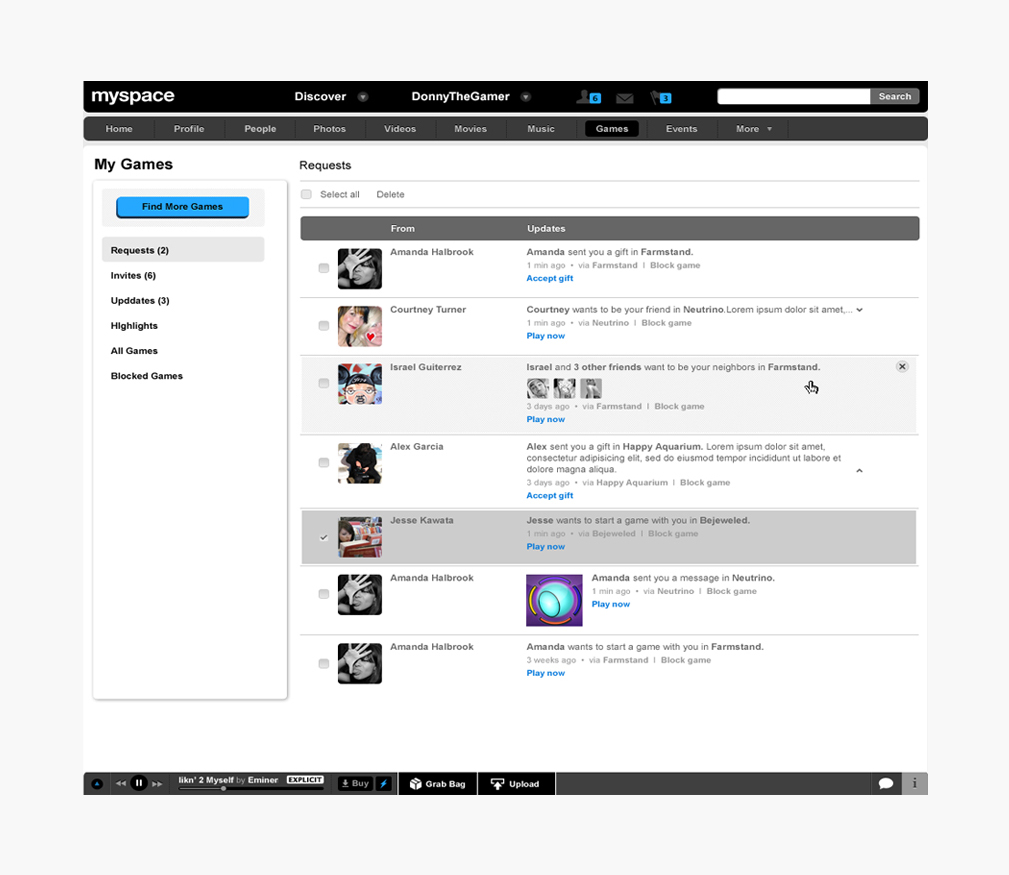 myspace
Discover
DonnyTheGamer
6
3
Search
Home Profile People Photos Videos Movies Music Games Events More
My Games
Find More Games
Requests (2)
Invites (6)
Upddates (3)
HIghlights
All Games
Blocked Games
Requests
Select all Delete
From Updates
Amanda Halbrook
Amanda sent you a gift in Farmstand.
1 min ago • via Farmstand | Block game
Accept gift
Courtney Turner
Courtney wants to be your friend in Neutrino.Lorem ipsum dolor sit amet,...
1 min ago • via Neutrino | Block game
Play now
Israel Guiterrez
Israel and 3 other friends want to be your neighbors in Farmstand.
3 days ago • via Farmstand | Block game
Play now
Alex Garcia
Alex sent you a gift in Happy Aquarium. Lorem ipsum dolor sit amet,
consectetur adipisicing elit, sed do eiusmod tempor incididunt ut labore et
dolore magna aliqua.
3 days ago • via Happy Aquarium | Block game
Accept gift
Jesse Kawata
Jesse wants to start a game with you in Bejeweled.
1 min ago • via Bejeweled | Block game
Play now
Amanda Halbrook
Amanda sent you a message in Neutrino.
1 min ago • via Neutrino | Block game
Play now
Amanda Halbrook
Amanda wants to start a game with you in Farmstand.
3 weeks ago • via Farmstand | Block game
Play now
likn' 2 Myself by Eminer EXPLICIT
Buy
Grab Bag
Upload
i